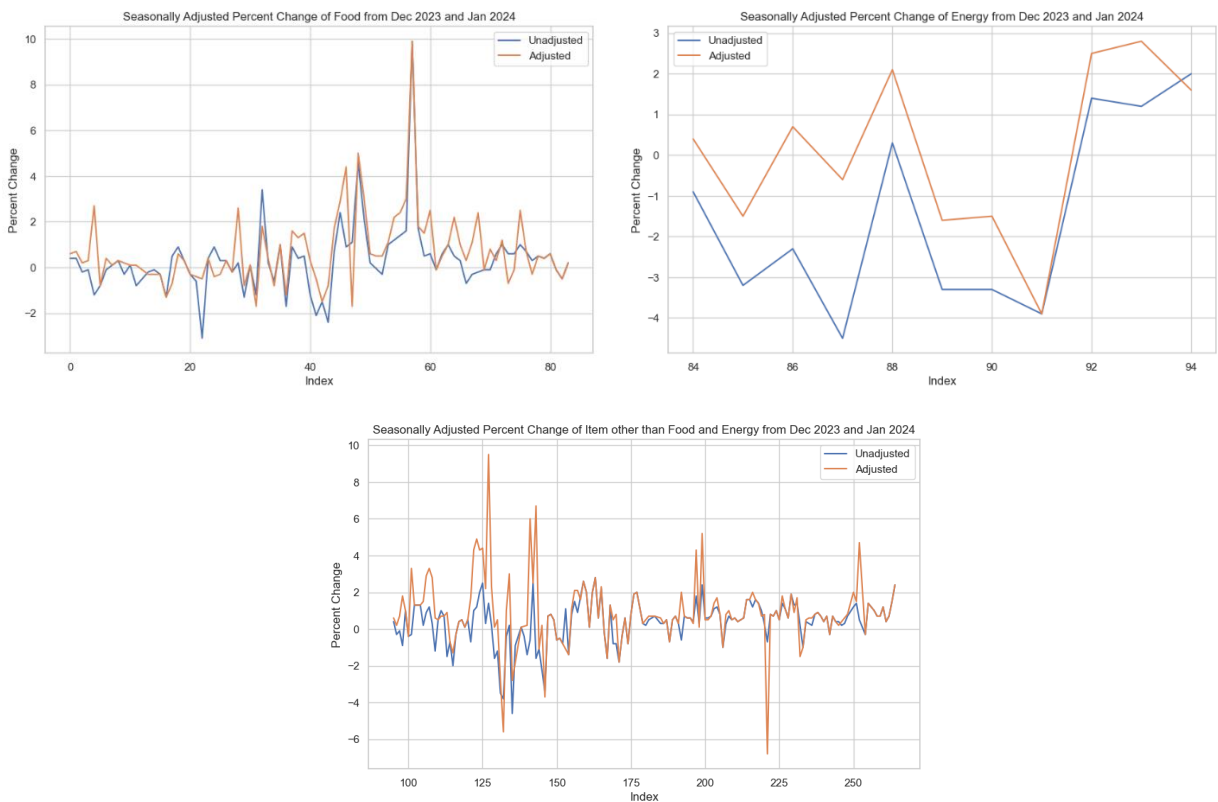 Seasonally Adjusted Percent Change of Food from Dec 2023 and Jan 2024
Unadjusted
Adjusted
Percent Change
10
8
6
4
2
0
−2
0 20 40 60 80
Index
Seasonally Adjusted Percent Change of Energy from Dec 2023 and Jan 2024
Unadjusted
Adjusted
Percent Change
3
2
1
0
−1
−2
−3
−4
84 86 88 90 92 94
Index
Seasonally Adjusted Percent Change of Item other than Food and Energy from Dec 2023 and Jan 2024
Unadjusted
Adjusted
Percent Change
10
8
6
4
2
0
−2
−4
−6
100 125 150 175 200 225 250
Index